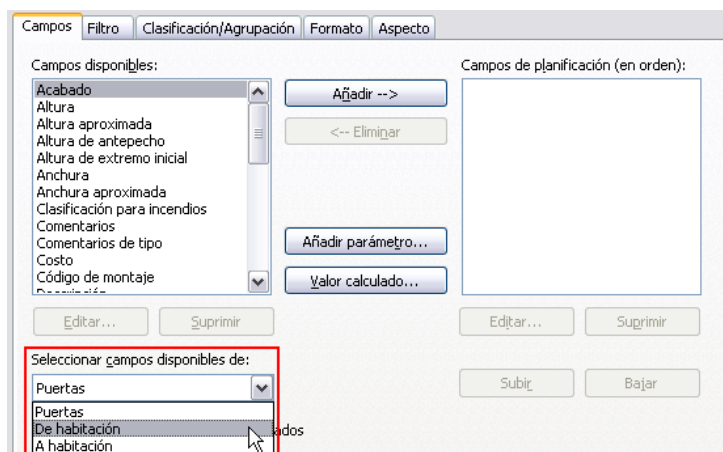 Campos Filtro Clasificación/Agrupación Formato Aspecto
Campos disponibles:
Campos de planificación (en orden):
Acabado
Altura
Altura aproximada
Altura de antepecho
Altura de extremo inicial
Anchura
Anchura aproximada
Clasificación para incendios
Comentarios
Comentarios de tipo
Costo
Código de montaje
Añadir -->
<-- Eliminar
Añadir parámetro...
Valor calculado...
Editar... Suprimir
Editar... Suprimir
Seleccionar campos disponibles de:
Puertas
Subir Bajar
Puertas
De habitación
A habitación